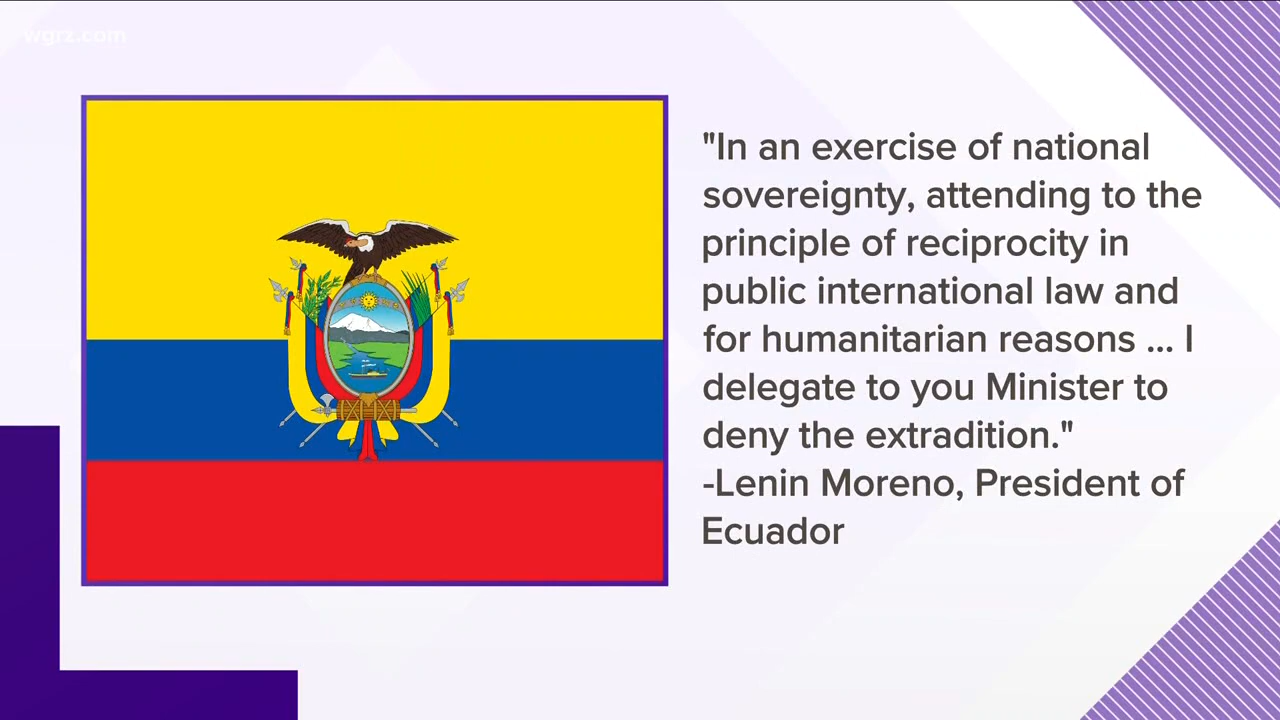 wgrz.com
"In an exercise of national
sovereignty, attending to the
principle of reciprocity in
public international law and
for humanitarian reasons ... I
delegate to you Minister to
deny the extradition."
-Lenin Moreno, President of
Ecuador